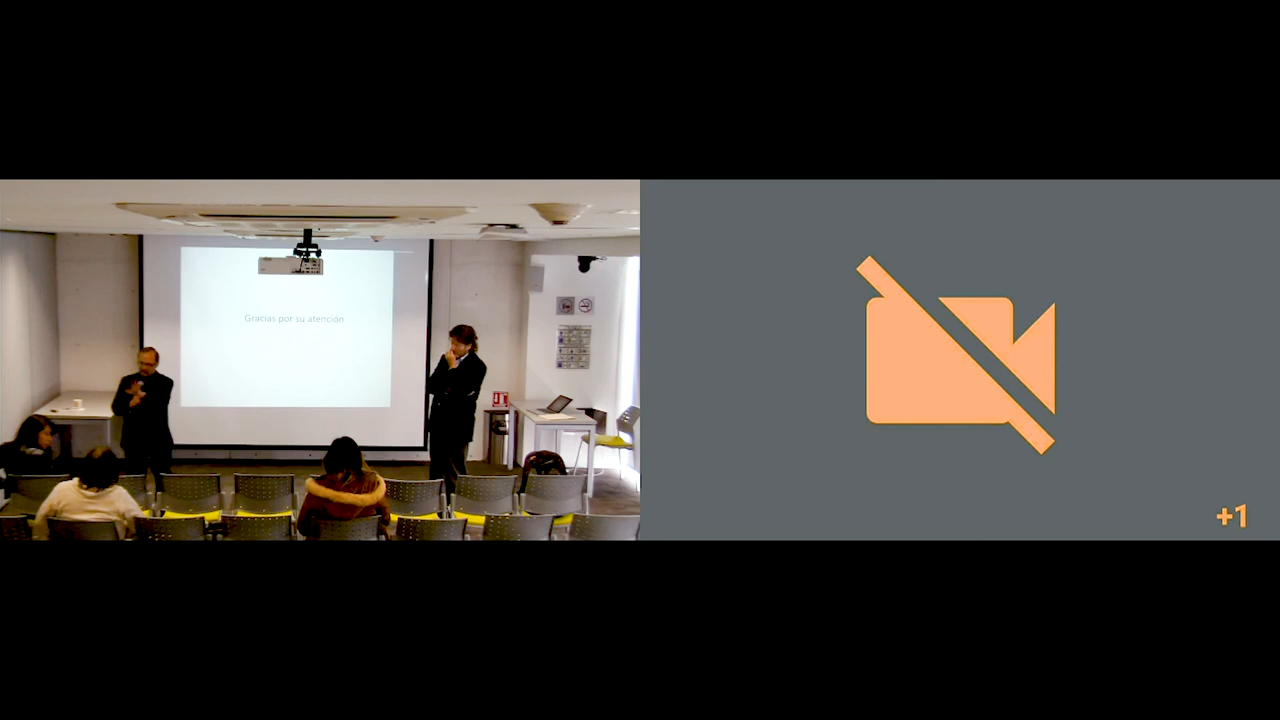 Gracias por su atención
+1